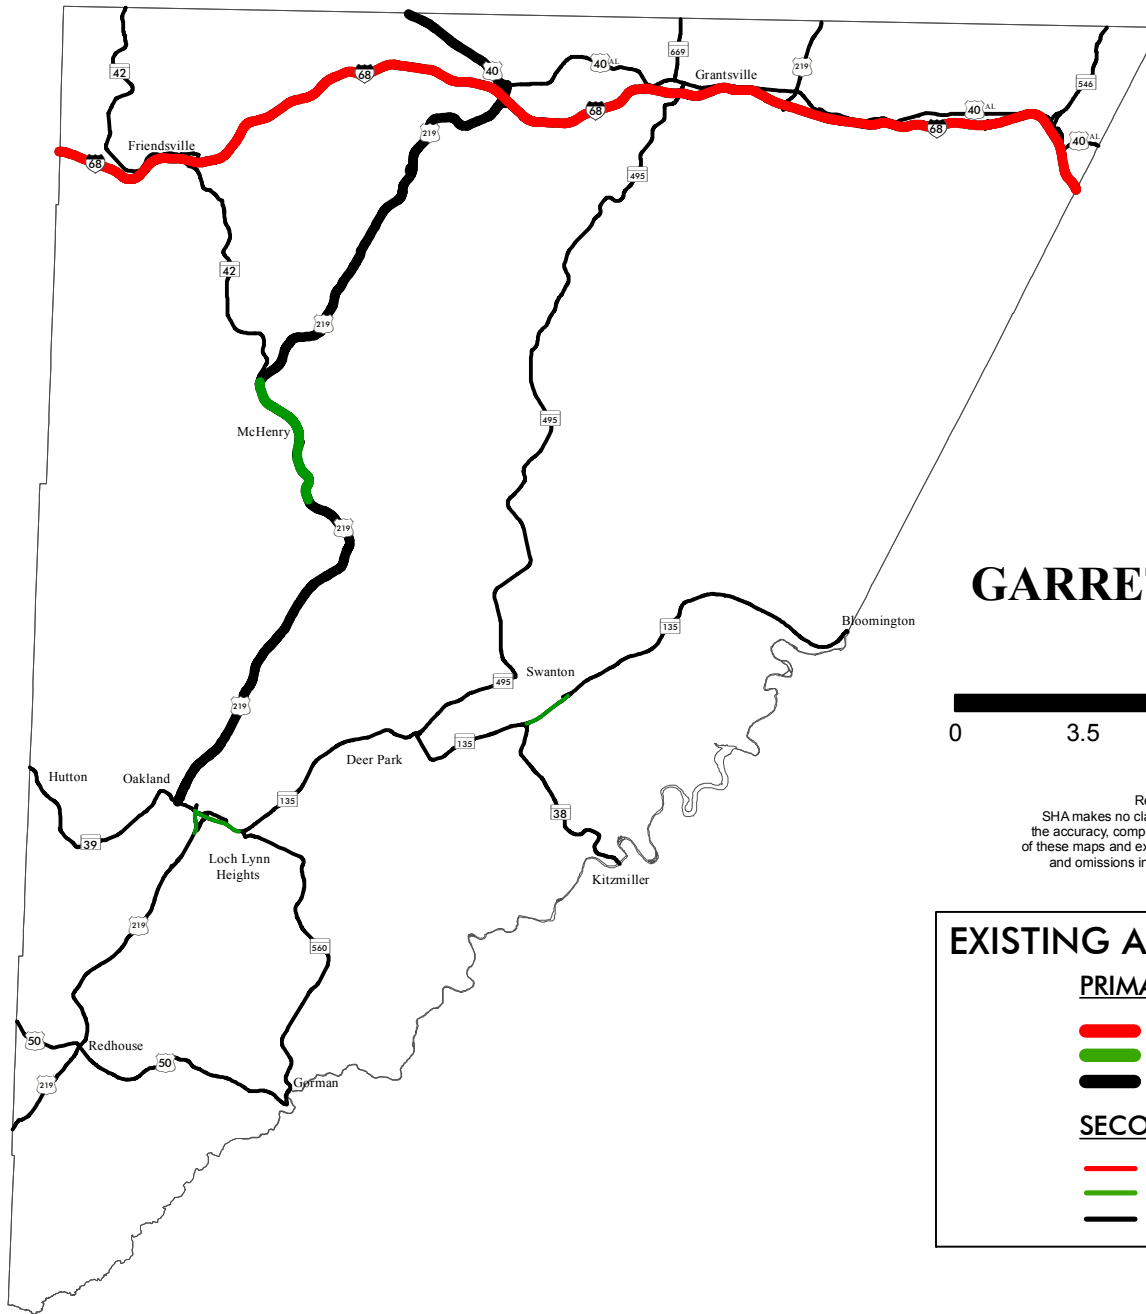 42
40
40 AL
669
Grantsville
219
546
68
68
219
40 AL
68
40 AL
Friendsville
68
495
42
219
McHenry
495
219
GARRE
135
Bloomington
Swanton
495
219
0
3.5
135
Deer Park
Hutton
Oakland
135
38
39
SHA makes no cla
the accuracy, comp
of these maps and ex
and omissions in
Loch Lynn
Heights
Kitzmiller
219
560
EXISTING A
PRIMA
50
Redhouse
50
219
Gorman
SECO